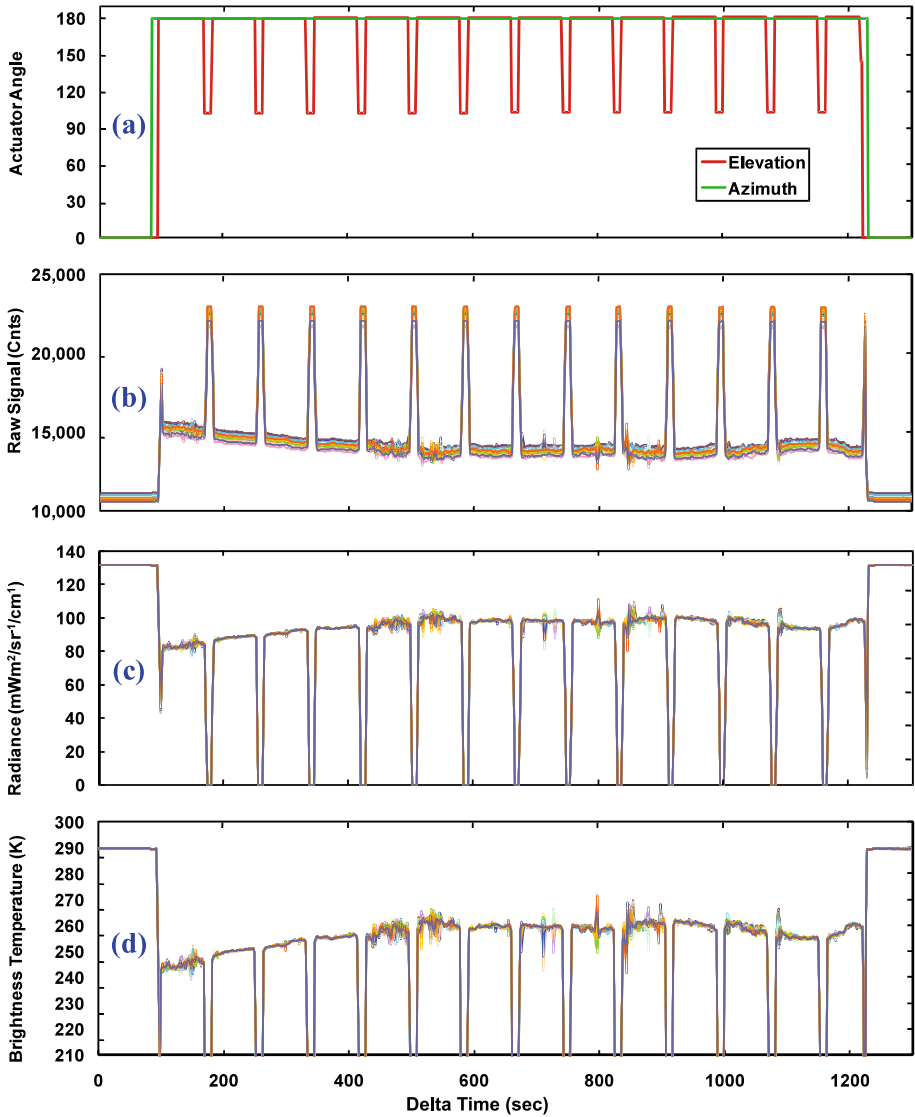 180
150
120
90
60
30
0
Actuator Angle
(a)
Elevation
Azimuth
25,000
20,000
15,000
10,000
Raw Signal (Cnts)
(b)
140
120
100
80
60
40
20
0
Radiance (mWm²/sr⁻¹/cm¹)
(c)
300
290
280
270
260
250
240
230
220
210
Brightness Temperature (K)
(d)
0 200 400 600 800 1000 1200
Delta Time (sec)